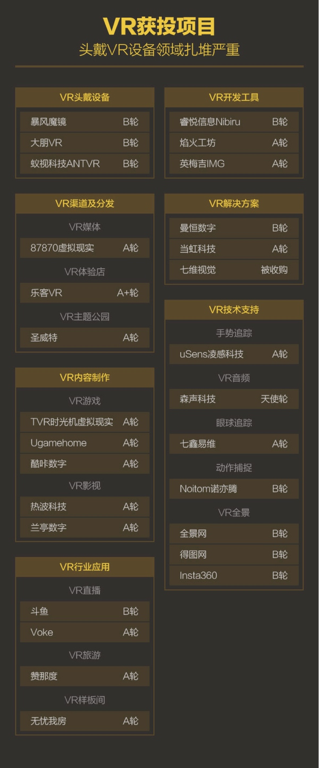 VR获投项目
头戴VR设备领域扎堆严重
VR头戴设备
暴风魔镜 B轮
大朋VR B轮
蚁视科技ANTVR B轮
VR渠道及分发
VR媒体
87870虚拟现实 A轮
VR体验店
乐客VR A+轮
VR主题公园
圣威特 A轮
VR内容制作
VR游戏
TVR时光机虚拟现实 A轮
Ugamehome A轮
酷咔数字 A轮
VR影视
热波科技 A轮
兰亭数字 A轮
VR行业应用
VR直播
斗鱼 B轮
Voke A轮
VR旅游
赞那度 A轮
VR样板间
无忧我房 A轮
VR开发工具
睿悦信息Nibiru B轮
焰火工坊 A轮
英梅吉IMG A轮
VR解决方案
曼恒数字 B轮
当虹科技 A轮
七维视觉 被收购
VR技术支持
手势追踪
uSens凌感科技 A轮
VR音频
森声科技 天使轮
眼球追踪
七鑫易维 A轮
动作捕捉
Noitom诺亦腾 B轮
VR全景
全景网 B轮
得图网 B轮
Insta360 B轮